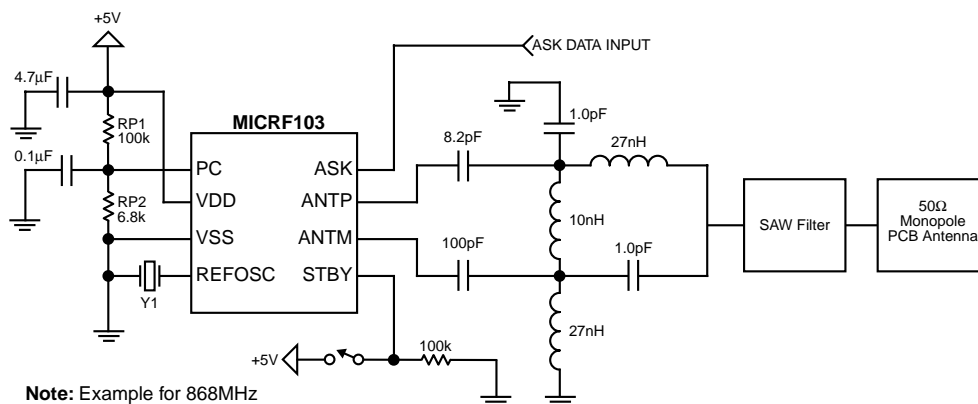 +5V
4.7µF
RP1
100k
0.1µF
RP2
6.8k
Y1
MICRF103
PC
VDD
VSS
REFOSC
ASK
ANTP
ANTM
STBY
ASK DATA INPUT
1.0pF
8.2pF
27nH
10nH
100pF
1.0pF
27nH
+5V
100k
SAW Filter
50Ω
Monopole
PCB Antenna
Note: Example for 868MHz